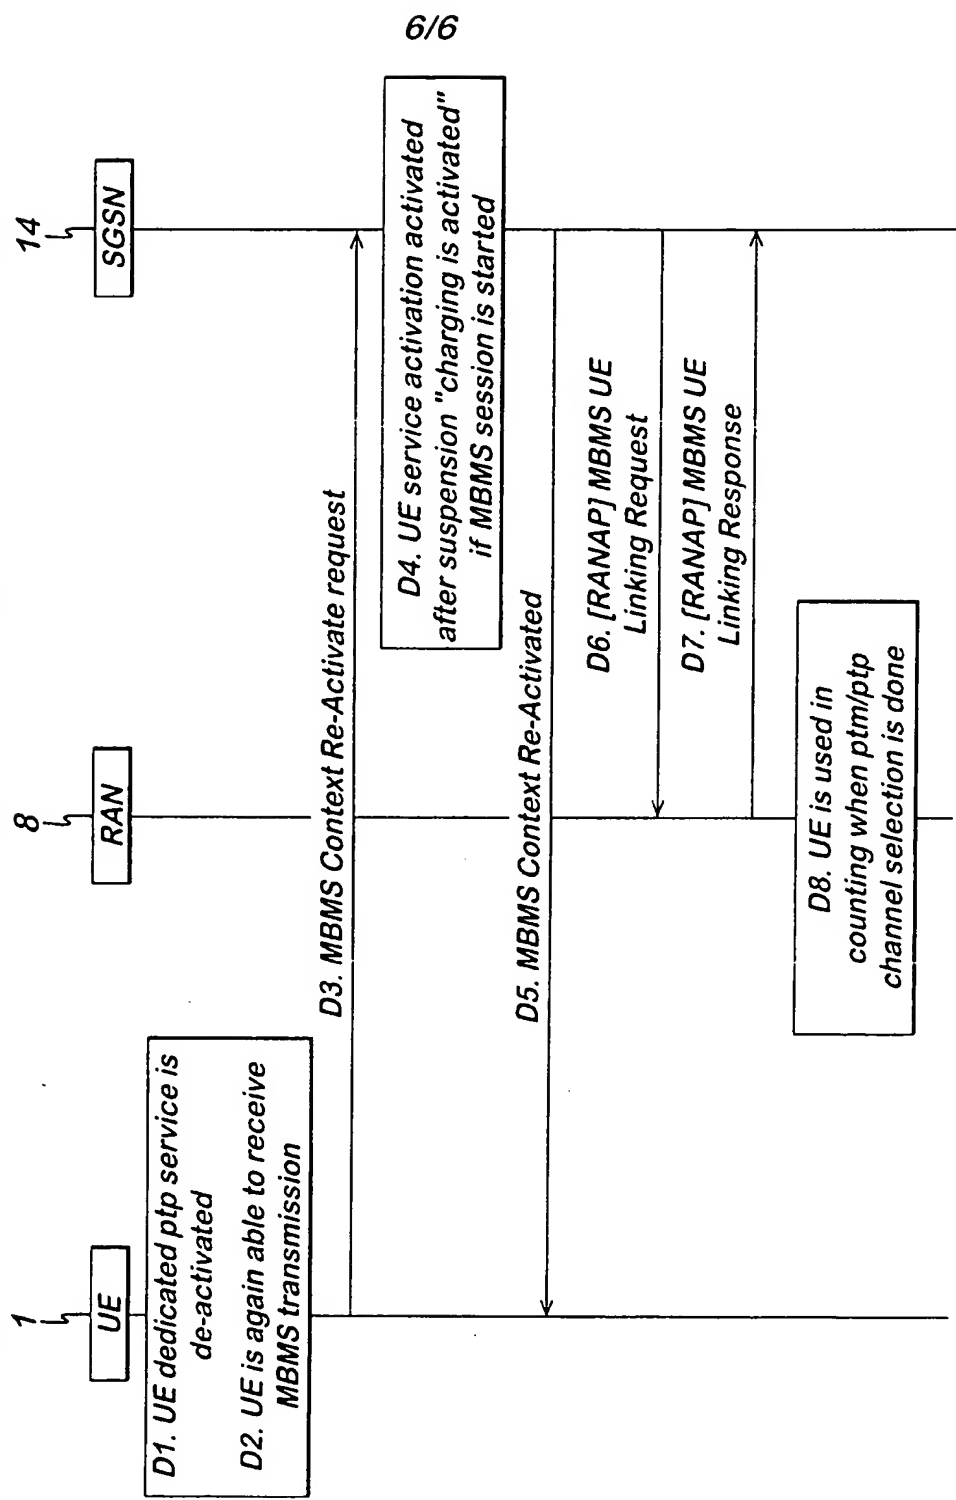 6/6
1
8
14
UE
RAN
SGSN
D1. UE dedicated ptp service is
de-activated
D2. UE is again able to receive
MBMS transmission
D3. MBMS Context Re-Activate request
D4. UE service activation activated
after suspension "charging is activated"
if MBMS session is started
D5. MBMS Context Re-Activated
D6. [RANAP] MBMS UE
Linking Request
D7. [RANAP] MBMS UE
Linking Response
D8. UE is used in
counting when ptm/ptp
channel selection is done